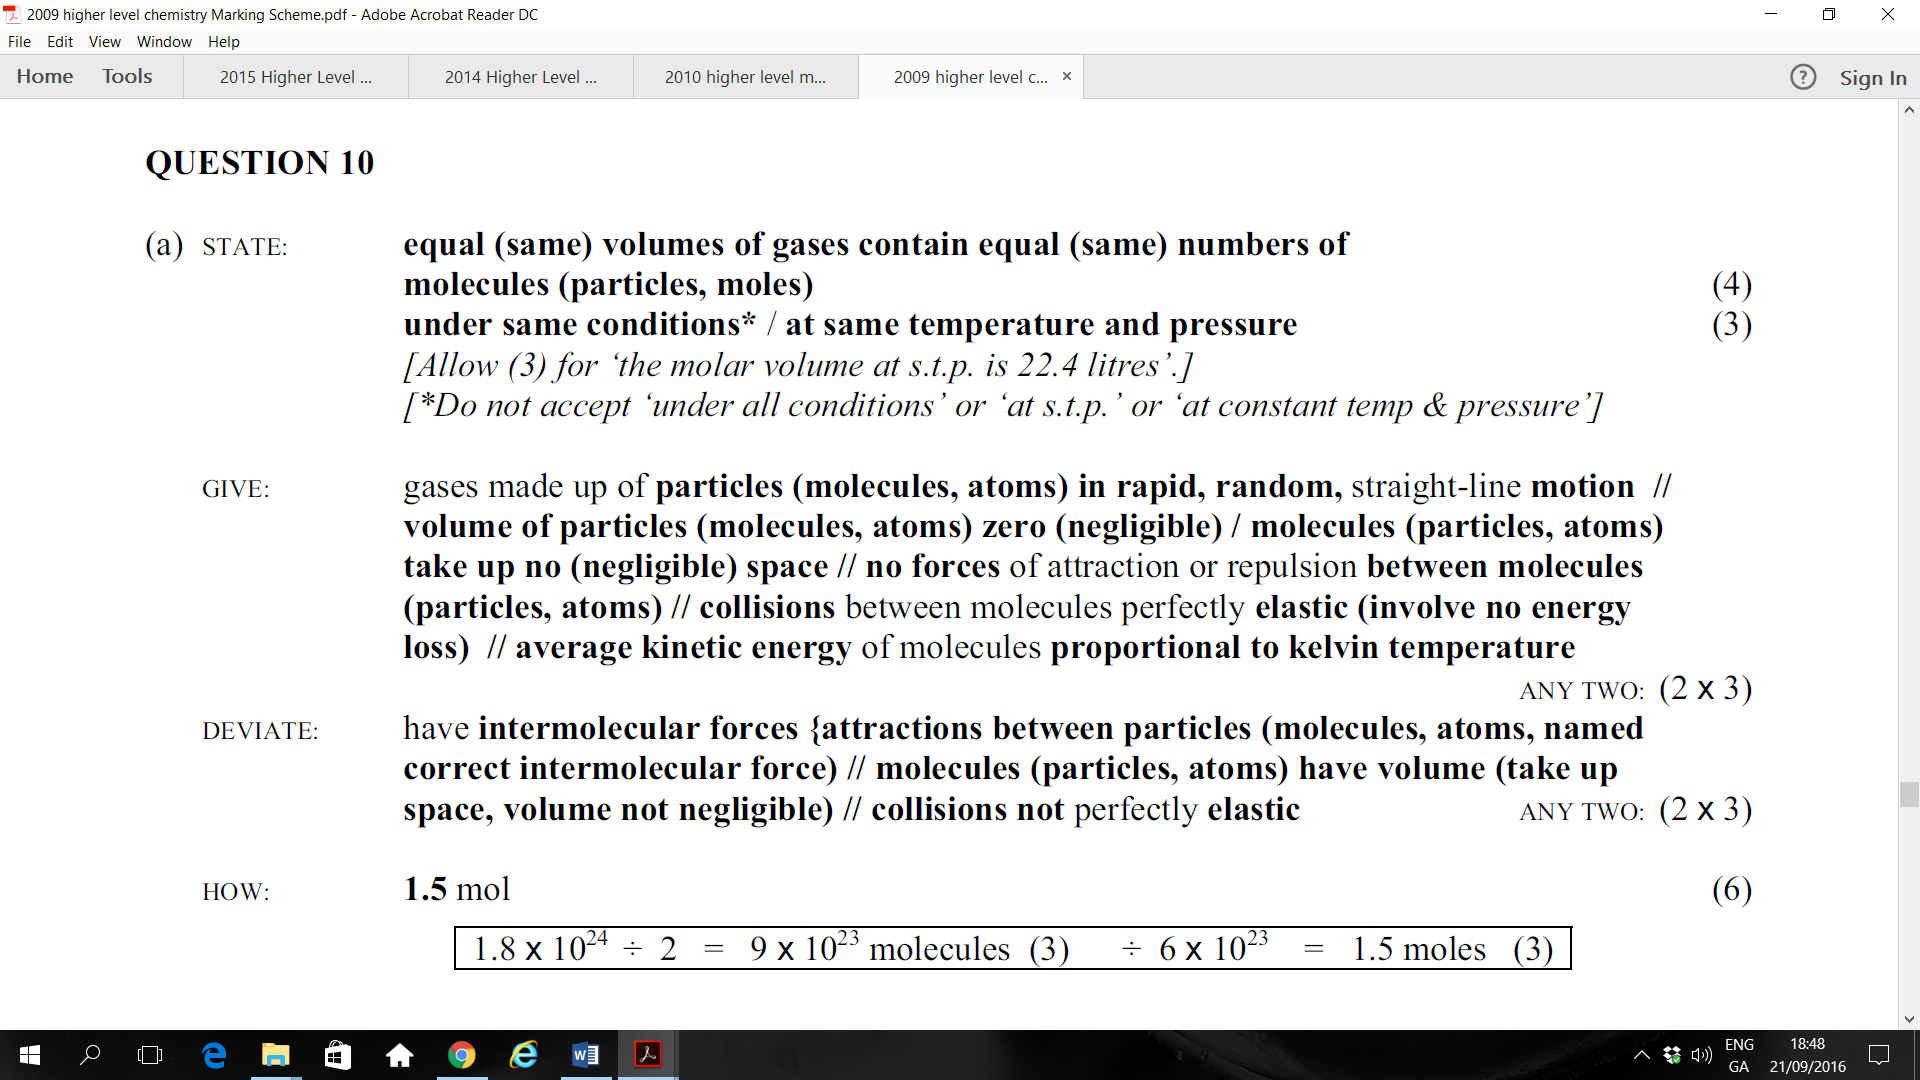 2009 higher level chemistry Marking Scheme.pdf - Adobe Acrobat Reader DC
File Edit View Window Help
Home Tools 2015 Higher Level ... 2014 Higher Level ... 2010 higher level m... 2009 higher level c... × ? Sign In
QUESTION 10
(a) STATE: equal (same) volumes of gases contain equal (same) numbers of
molecules (particles, moles) (4)
under same conditions* / at same temperature and pressure (3)
[Allow (3) for ‘the molar volume at s.t.p. is 22.4 litres’.]
[*Do not accept ‘under all conditions’ or ‘at s.t.p.’ or ‘at constant temp & pressure’]
GIVE: gases made up of particles (molecules, atoms) in rapid, random, straight-line motion //
volume of particles (molecules, atoms) zero (negligible) / molecules (particles, atoms)
take up no (negligible) space // no forces of attraction or repulsion between molecules
(particles, atoms) // collisions between molecules perfectly elastic (involve no energy
loss) // average kinetic energy of molecules proportional to kelvin temperature
ANY TWO: (2 x 3)
DEVIATE: have intermolecular forces {attractions between particles (molecules, atoms, named
correct intermolecular force) // molecules (particles, atoms) have volume (take up
space, volume not negligible) // collisions not perfectly elastic ANY TWO: (2 x 3)
HOW: 1.5 mol (6)
1.8 x 10²⁴ ÷ 2 = 9 x 10²³ molecules (3) ÷ 6 x 10²³ = 1.5 moles (3)
ENG 18:48
GA 21/09/2016